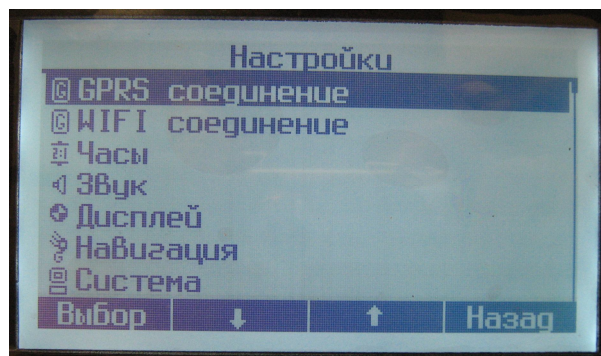 Настройки
GPRS соединение
WIFI соединение
Часы
Звук
Дисплей
Навигация
Система
Выбор ↓ ↑ Назад